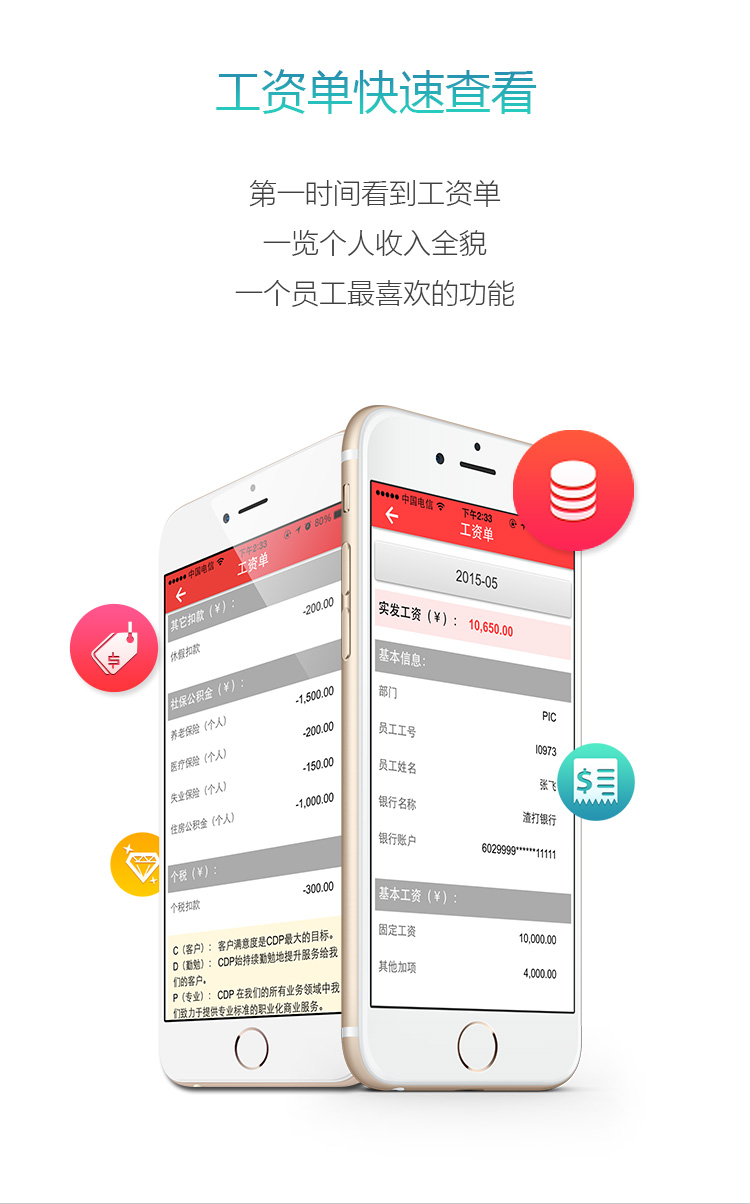 工资单快速查看
第一时间看到工资单
一览个人收入全貌
一个员工最喜欢的功能
中国电信
下午2:33
80%
工资单
其它扣款（¥）：
休假扣款
-200.00
社保公积金（¥）：
养老保险（个人）
-1,500.00
医疗保险（个人）
-200.00
失业保险（个人）
-150.00
住房公积金（个人）
-1,000.00
个税（¥）：
个税扣款
-300.00
C（客户）： 客户满意度是CDP最大的目标。
D（勤勉）： CDP始持续勤勉地提升服务给我
们的客户。
P（专业）： CDP 在我们的所有业务领域中我
们致力于提供专业标准的职业化商业服务。
中国电信
下午2:33
工资单
2015-05
实发工资（¥）： 10,650.00
基本信息:
部门
PIC
员工工号
I0973
员工姓名
张飞
银行名称
渣打银行
银行账户
6029999******11111
基本工资（¥）：
固定工资
10,000.00
其他加项
4,000.00